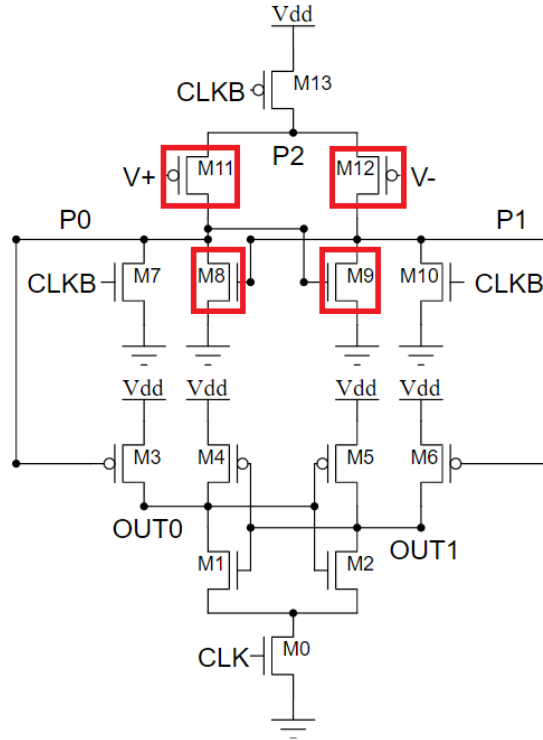 Vdd
CLKB M13
P2
V+ M11 M12 V-
P0 P1
CLKB M7 M8 M9 M10 CLKB
Vdd Vdd Vdd Vdd
M3 M4 M5 M6
OUT0 OUT1
M1 M2
CLK M0